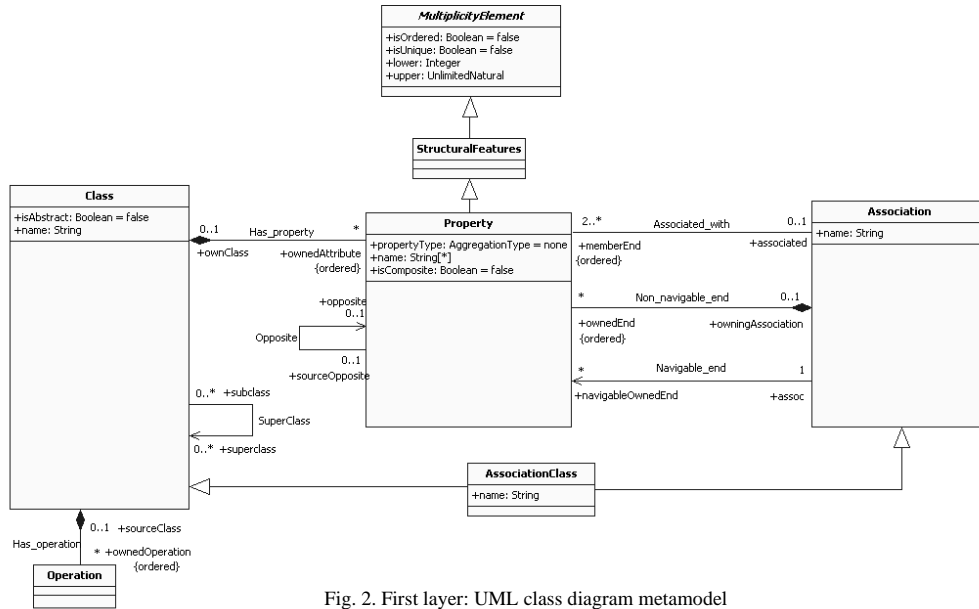 MultiplicityElement
+isOrdered: Boolean = false
+isUnique: Boolean = false
+lower: Integer
+upper: UnlimitedNatural
StructuralFeatures
Class
+isAbstract: Boolean = false
+name: String
0..1
Has_property
*
+ownClass
+ownedAttribute
{ordered}
Property
+propertyType: AggregationType = none
+name: String[*]
+isComposite: Boolean = false
2..*
Associated_with
0..1
+memberEnd
{ordered}
+associated
Association
+name: String
+opposite
0..1
Opposite
0..1
+sourceOpposite
*
Non_navigable_end
0..1
+ownedEnd
{ordered}
+owningAssociation
*
Navigable_end
1
+navigableOwnedEnd
+assoc
0..* +subclass
SuperClass
0..* +superclass
AssociationClass
+name: String
0..1 +sourceClass
Has_operation
* +ownedOperation
{ordered}
Operation
Fig. 2. First layer: UML class diagram metamodel